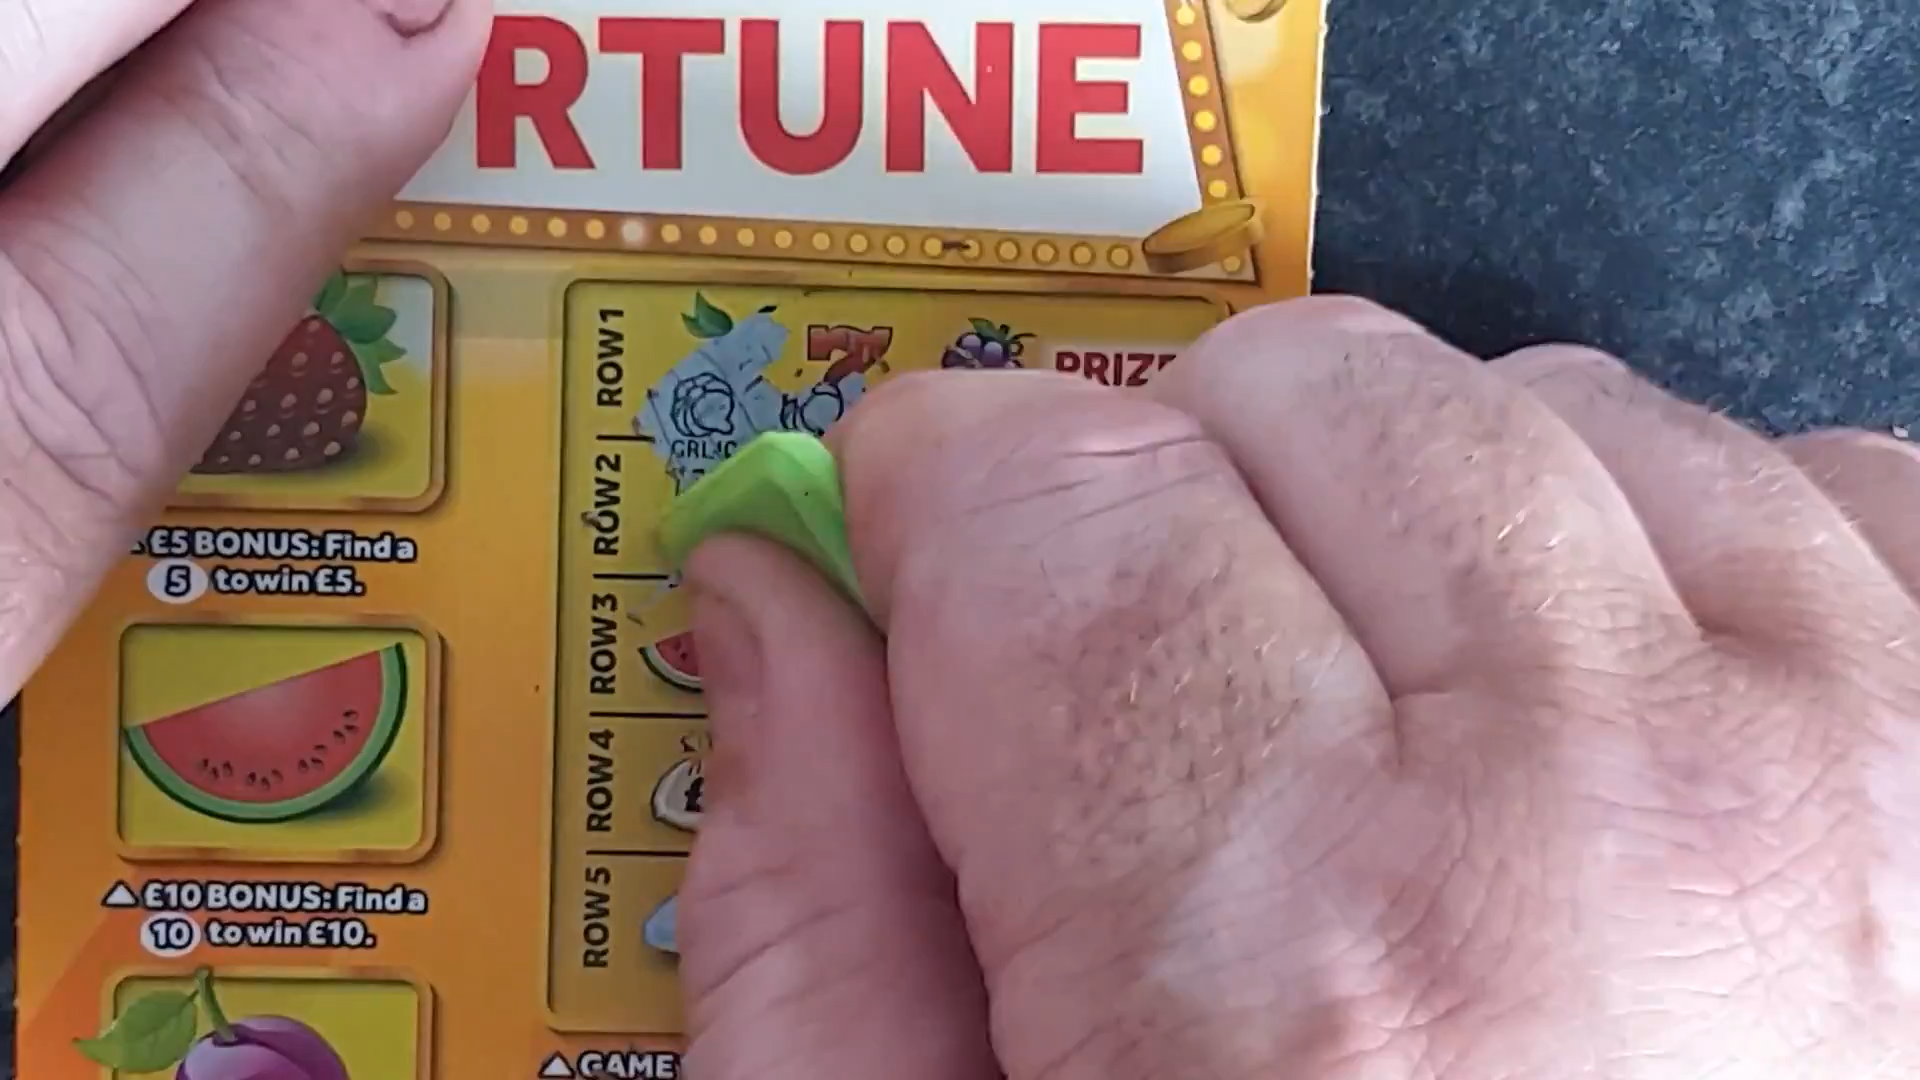 RTUNE
ROW1
PRIZE
GRLIC
ROW2
£5 BONUS: Find a
5 to win £5.
ROW3
ROW4
£10 BONUS: Find a
10 to win £10.
ROW5
GAME